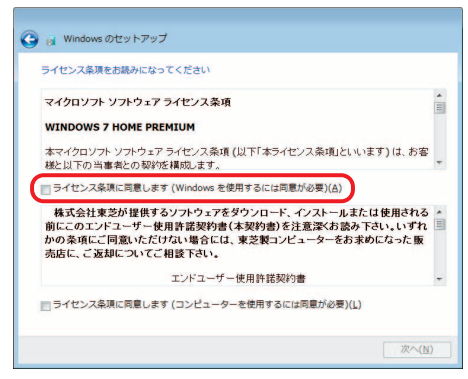 Windows のセットアップ
ライセンス条項をお読みになってください
マイクロソフト ソフトウェア ライセンス条項
WINDOWS 7 HOME PREMIUM
本マイクロソフト ソフトウェア ライセンス条項 (以下「本ライセンス条項」といいます) は、お客
様と以下の当事者との契約を構成します。
ライセンス条項に同意します (Windows を使用するには同意が必要)(A)
株式会社東芝が提供するソフトウェアをダウンロード、インストールまたは使用される
前にこのエンドユーザー使用許諾契約書(本契約書)を注意深くお読み下さい。いずれ
かの条項にご同意いただけない場合には、東芝製コンピューターをお求めになった販
売店に、ご返却についてご相談下さい。
エンドユーザー使用許諾契約書
ライセンス条項に同意します (コンピューターを使用するには同意が必要)(L)
次へ(N)